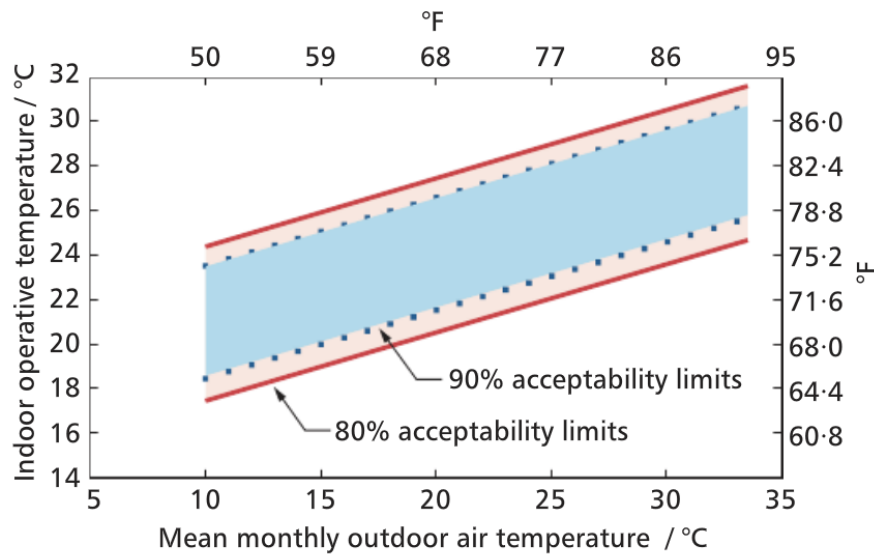 °F
50 59 68 77 86 95
32
30
28
26
24
22
20
18
16
14
Indoor operative temperature / °C
86·0
82·4
78·8
75·2
71·6
68·0
64·4
60·8
°F
90% acceptability limits
80% acceptability limits
5 10 15 20 25 30 35
Mean monthly outdoor air temperature / °C